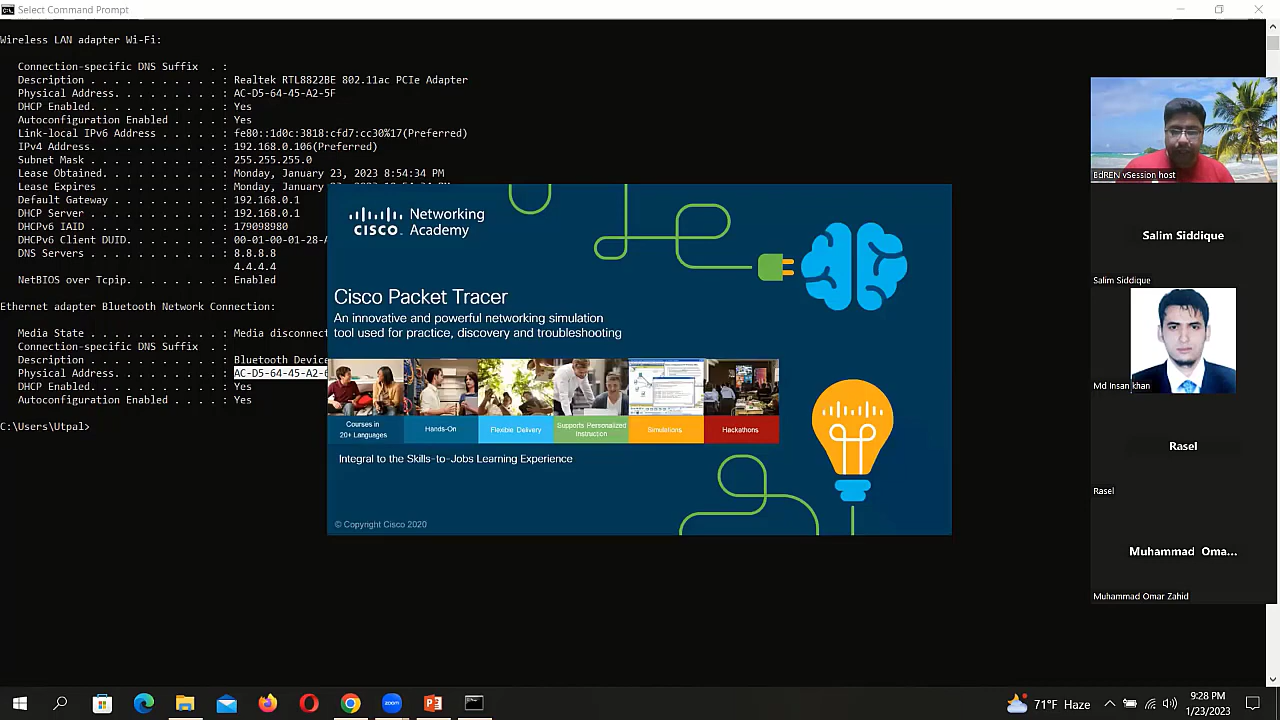 Select Command Prompt
Wireless LAN adapter Wi-Fi:
Connection-specific DNS Suffix . :
Description . . . . . . . . . . . : Realtek RTL8822BE 802.11ac PCIe Adapter
Physical Address. . . . . . . . . : AC-D5-64-45-A2-5F
DHCP Enabled. . . . . . . . . . . : Yes
Autoconfiguration Enabled . . . . : Yes
Link-local IPv6 Address . . . . . : fe80::1d0c:3818:cfd7:cc30%17(Preferred)
IPv4 Address. . . . . . . . . . . : 192.168.0.106(Preferred)
Subnet Mask . . . . . . . . . . . : 255.255.255.0
Lease Obtained. . . . . . . . . . : Monday, January 23, 2023 8:54:34 PM
Lease Expires . . . . . . . . . . : Monday, January
Default Gateway . . . . . . . . . : 192.168.0.1
DHCP Server . . . . . . . . . . . : 192.168.0.1
DHCPv6 IAID . . . . . . . . . . . : 179098980
DHCPv6 Client DUID. . . . . . . . : 00-01-00-01-28-
DNS Servers . . . . . . . . . . . : 8.8.8.8
4.4.4.4
NetBIOS over Tcpip. . . . . . . . : Enabled
Ethernet adapter Bluetooth Network Connection:
Media State . . . . . . . . . . . : Media disconnect
Connection-specific DNS Suffix . :
Description . . . . . . . . . . . : Bluetooth Device
Physical Address. . . . . . . . . : AC-D5-64-45-A2-
DHCP Enabled. . . . . . . . . . . : Yes
Autoconfiguration Enabled . . . . : Yes
C:\Users\Utpal>
CISCO
Networking
Academy
Cisco Packet Tracer
An innovative and powerful networking simulation
tool used for practice, discovery and troubleshooting
Courses in
20+ Languages
Hands-On
Flexible Delivery
Supports Personalized
Instruction
Simulations
Hackathons
Integral to the Skills-to-Jobs Learning Experience
© Copyright Cisco 2020
EdREN vSession host
Salim Siddique
Salim Siddique
Md Insan khan
Rasel
Rasel
Muhammad Oma...
Muhammad Omar Zahid
zoom
71°F Haze
9:28 PM
1/23/2023